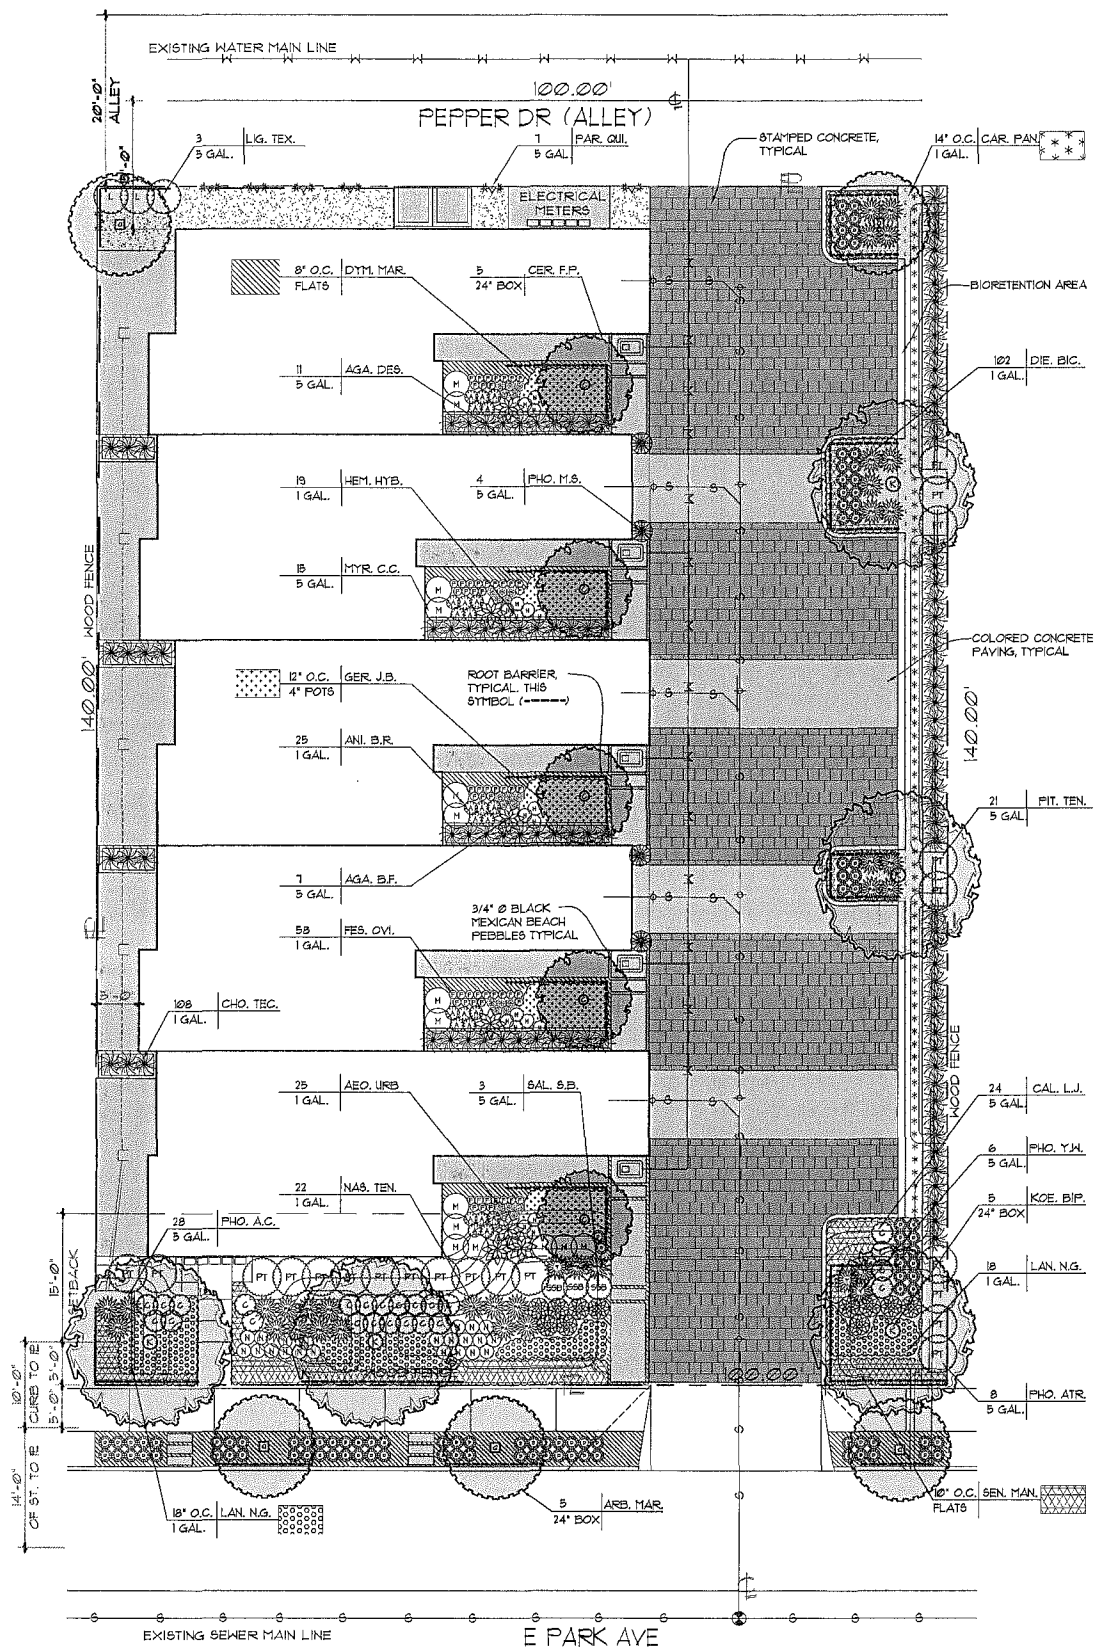 EXISTING WATER MAIN LINE
20'-0"
ALLEY
100.00'
PEPPER DR (ALLEY)
3 LIG. TEX.
5 GAL.
7 PAR. QUI.
5 GAL.
STAMPED CONCRETE,
TYPICAL
14" O.C. CAR. PAN.
1 GAL.
ELECTRICAL
METERS
8" O.C. DYM. MAR.
FLATS
5 CER. F.P.
24" BOX
BIORETENTION AREA
11 AGA. DES.
5 GAL.
102 DIE. BIC.
1 GAL.
19 HEM. HYB.
1 GAL.
4 PHO. M.S.
5 GAL.
WOOD FENCE
15 MYR. C.C.
5 GAL.
COLORED CONCRETE
PAVING, TYPICAL
140.00'
12" O.C. GER. J.B.
4" POTS
ROOT BARRIER,
TYPICAL. THIS
SYMBOL (------)
140.00'
25 ANI. B.R.
1 GAL.
21 PIT. TEN.
5 GAL.
7 AGA. B.F.
5 GAL.
3/4" Ø BLACK
MEXICAN BEACH
PEBBLES TYPICAL
58 FES. OVI.
1 GAL.
108 CHO. TEC.
1 GAL.
WOOD FENCE
25 AEO. URB
1 GAL.
3 SAL. S.B.
5 GAL.
24 CAL. L.J.
5 GAL.
6 PHO. Y.W.
5 GAL.
22 NAS. TEN.
1 GAL.
5 KOE. BIP.
24" BOX
28 PHO. A.C.
5 GAL.
18 LAN. N.G.
1 GAL.
15'-0"
SETBACK
10'-0"
CURB TO PL
5'-0" 5'-0"
100.00'
8 PHO. ATR.
5 GAL.
14'-0"
OF ST. TO PL
18" O.C. LAN. N.G.
1 GAL.
5 ARB. MAR.
24" BOX
10" O.C. SEN. MAN.
FLATS
EXISTING SEWER MAIN LINE
E PARK AVE